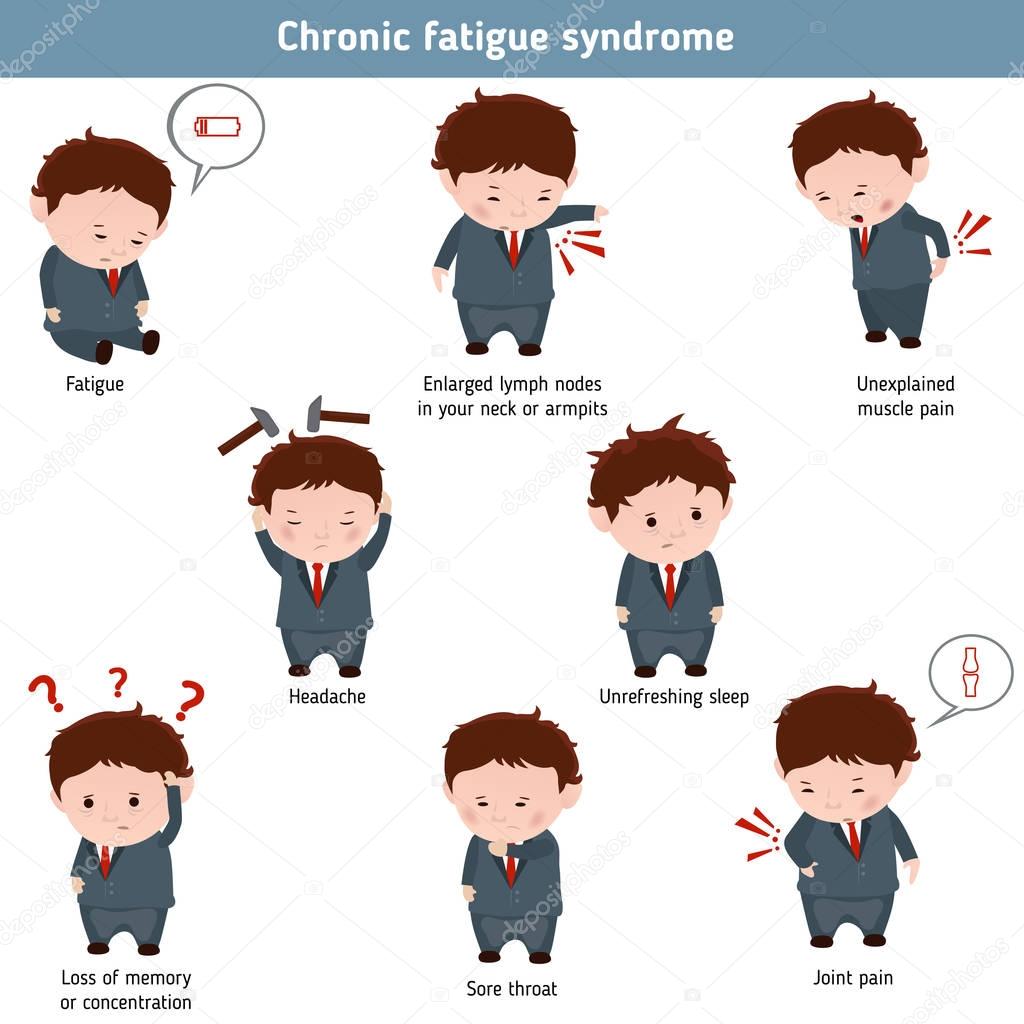 Chronic fatigue syndrome
Fatigue
Enlarged lymph nodes
in your neck or armpits
Unexplained
muscle pain
Headache
Unrefreshing sleep
Loss of memory
or concentration
Sore throat
Joint pain
depositphotos